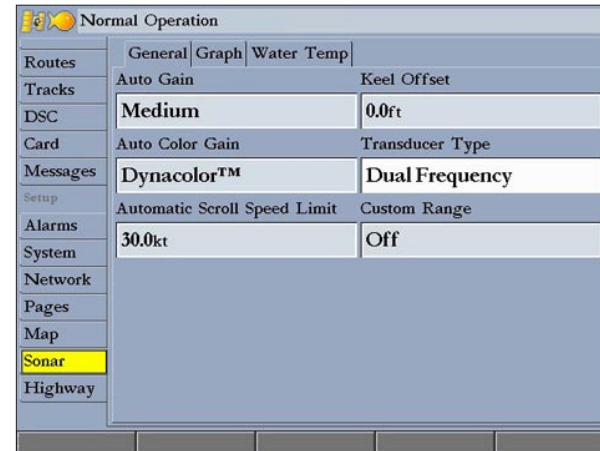 Normal Operation
Routes
Tracks
DSC
Card
Messages
Setup
Alarms
System
Network
Pages
Map
Sonar
Highway
General Graph Water Temp
Auto Gain
Medium
Keel Offset
0.0ft
Auto Color Gain
Dynacolor™
Transducer Type
Dual Frequency
Automatic Scroll Speed Limit
30.0kt
Custom Range
Off